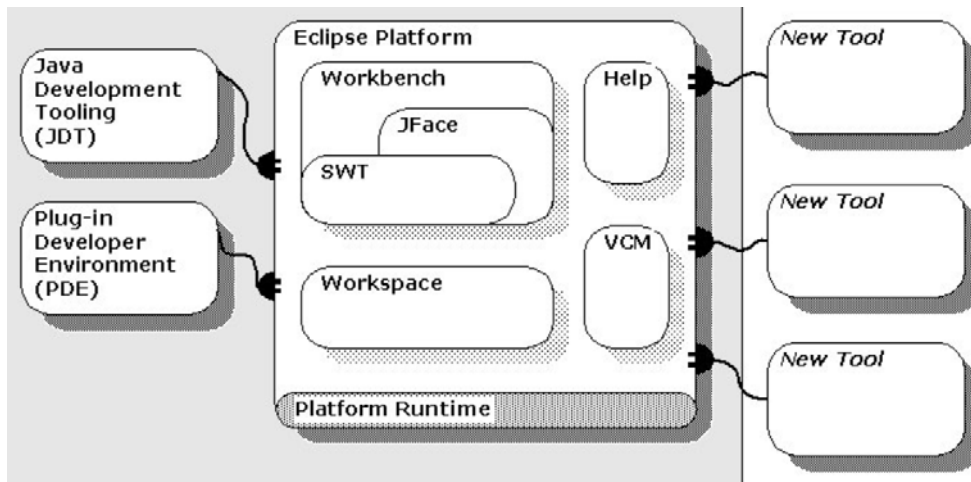 Java
Development
Tooling
(JDT)
Plug-in
Developer
Environment
(PDE)
Eclipse Platform
Workbench
JFace
SWT
Workspace
Help
VCM
Platform Runtime
New Tool
New Tool
New Tool